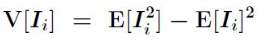 V[I_i] = E[I_i^2] − E[I_i]^2